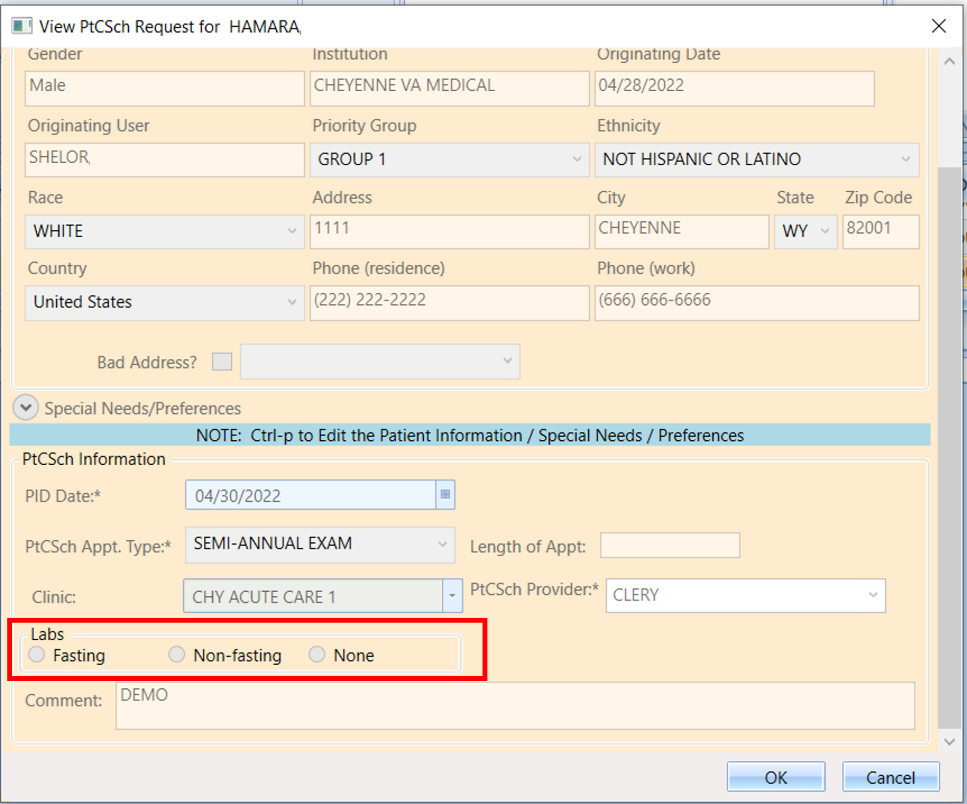 View PtCSch Request for HAMARA,
Gender Institution Originating Date
Male CHEYENNE VA MEDICAL 04/28/2022
Originating User Priority Group Ethnicity
SHELOR, GROUP 1 NOT HISPANIC OR LATINO
Race Address City State Zip Code
WHITE 1111 CHEYENNE WY 82001
Country Phone (residence) Phone (work)
United States (222) 222-2222 (666) 666-6666
Bad Address?
Special Needs/Preferences
NOTE: Ctrl-p to Edit the Patient Information / Special Needs / Preferences
PtCSch Information
PID Date:* 04/30/2022
PtCSch Appt. Type:* SEMI-ANNUAL EXAM Length of Appt:
Clinic: CHY ACUTE CARE 1 PtCSch Provider:* CLERY
Labs
Fasting Non-fasting None
Comment: DEMO
OK Cancel